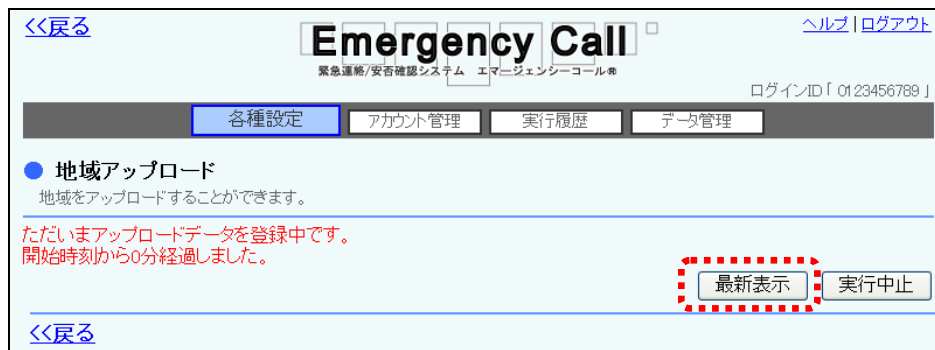 <<戻る
Emergency Call
ヘルプ | ログアウト
緊急連絡/安否確認システム エマージェンシーコール®
ログインID「 0123456789 」
各種設定 アカウント管理 実行履歴 データ管理
● 地域アップロード
地域をアップロードすることができます。
ただいまアップロードデータを登録中です。
開始時刻から0分経過しました。
最新表示 実行中止
<<戻る